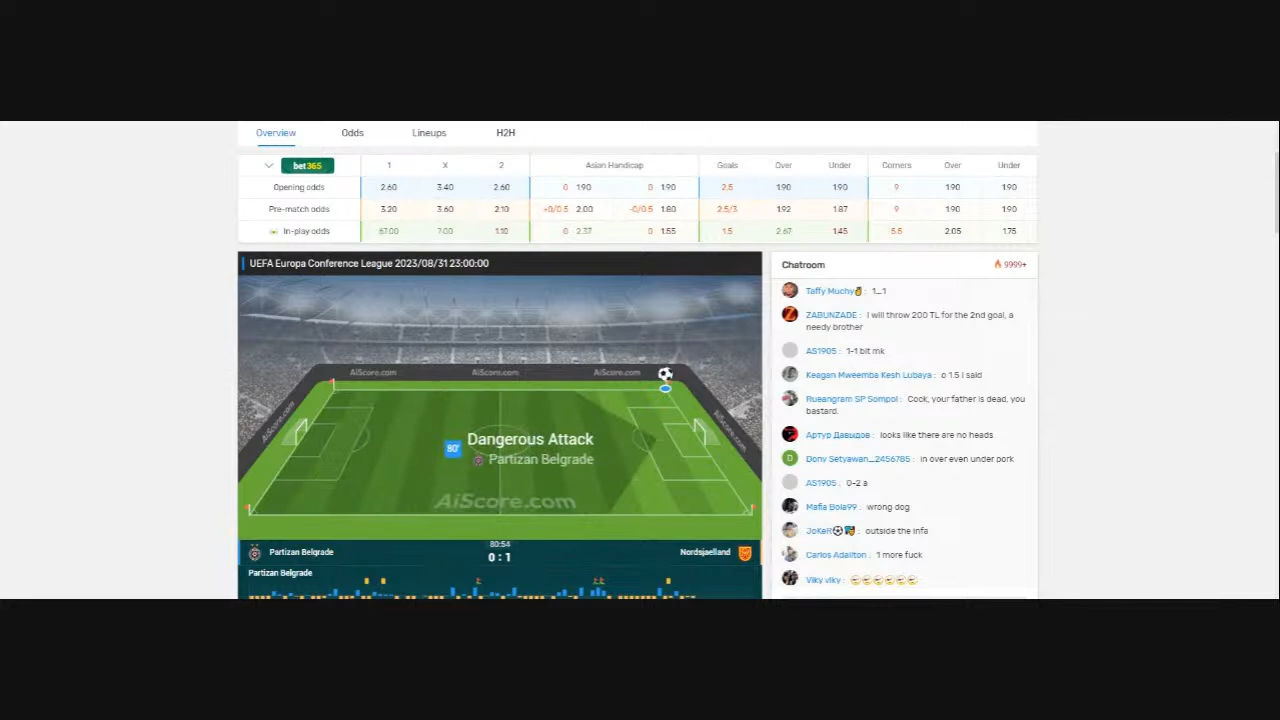 Overview Odds Lineups H2H
bet365 1 X 2 Asian Handicap Goals Over Under Corners Over Under
Opening odds 2.60 3.40 2.60 0 1.90 0 1.90 2.5 1.90 1.90 9 1.90 1.90
Pre-match odds 3.20 3.60 2.10 +0/0.5 2.00 -0/0.5 1.80 2.5/3 1.92 1.87 9 1.90 1.90
In-play odds 67.00 7.00 1.10 0 2.37 0 1.55 1.5 2.67 1.45 5.5 2.05 1.75
UEFA Europa Conference League 2023/08/31 23:00:00
AiScore.com AiScore.com AiScore.com
AiScore.com AiScore.com
80' Dangerous Attack
Partizan Belgrade
AiScore.com
80:54
Partizan Belgrade 0 : 1 Nordsjaelland
Partizan Belgrade
Chatroom 9999+
Taffy Muchy : 1_1
ZABUNZADE : I will throw 200 TL for the 2nd goal, a
needy brother
AS1905 : 1-1 bit mk
Keagan Mweemba Kesh Lubaya : o 1.5 I said
Rueangram SP Sompol : Cock, your father is dead, you
bastard.
Артур Давыдов : looks like there are no heads
D Dony Setyawan_2456785 : in over even under pork
AS1905 : 0-2 a
Mafia Bola99 : wrong dog
JoKeR : outside the infa
Carlos Adailton : 1 more fuck
Viky viky :